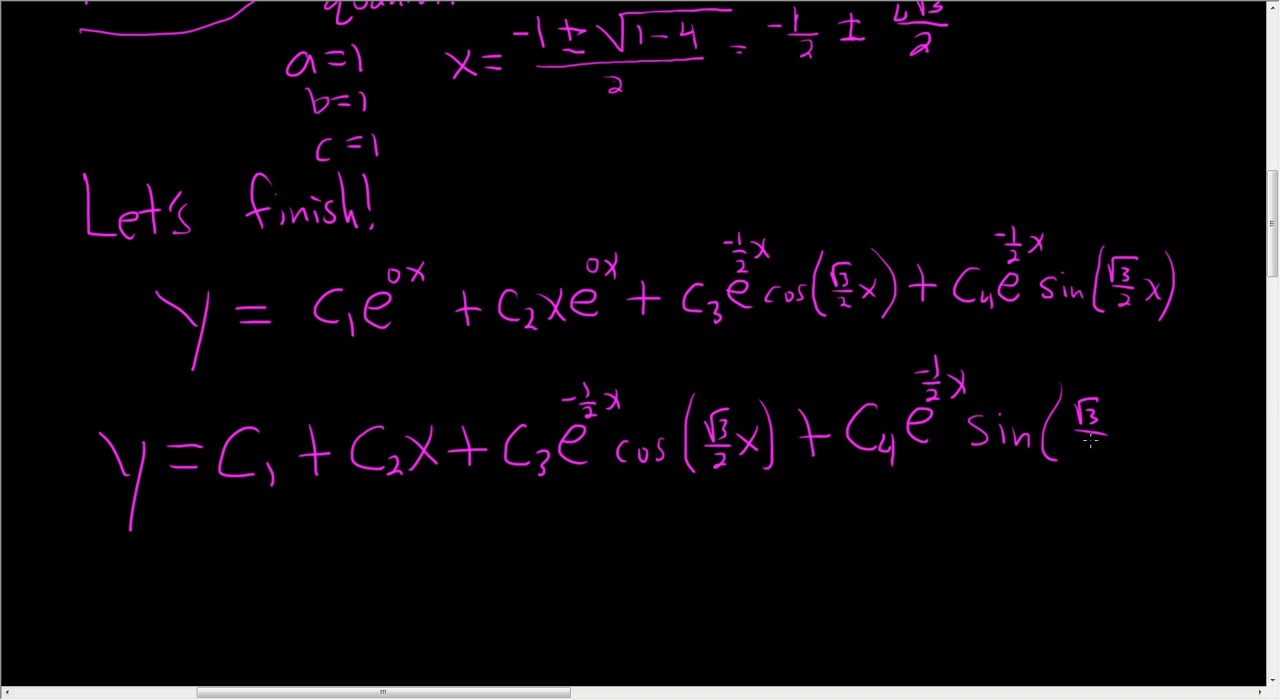 a=1 x = (-1 ± √(1-4))/2 = -1/2 ± i√3/2
b=1
c=1
Let's finish!
y = C₁e^(0x) + C₂xe^(0x) + C₃e^(-1/2 x) cos(√3/2 x) + C₄e^(-1/2 x) sin(√3/2 x)
y = C₁ + C₂x + C₃e^(-1/2 x) cos(√3/2 x) + C₄e^(-1/2 x) sin(√3